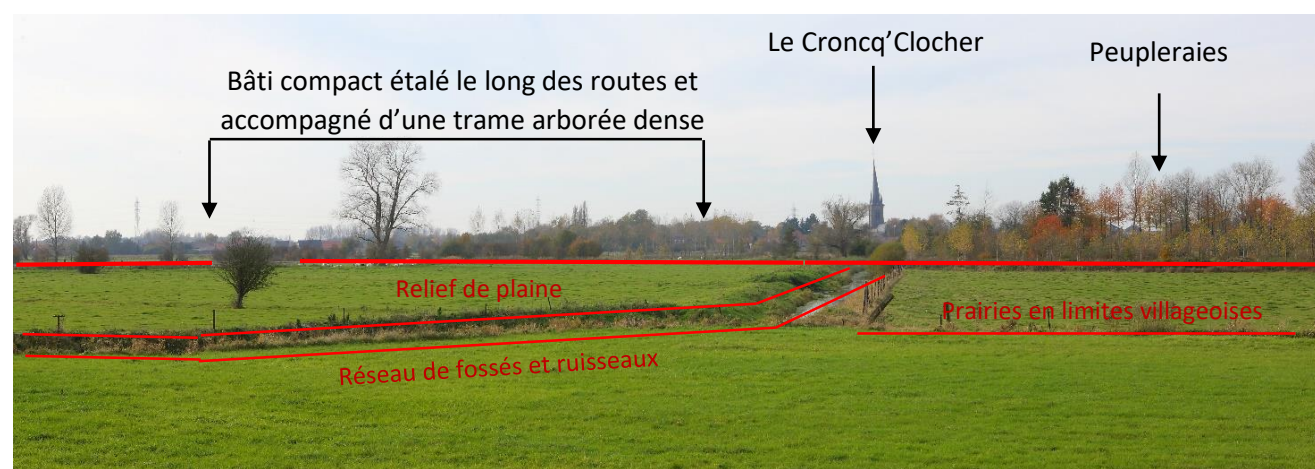 Le Croncq’Clocher
Peupleraies
Bâti compact étalé le long des routes et
accompagné d’une trame arborée dense
Relief de plaine
Prairies en limites villageoises
Réseau de fossés et ruisseaux